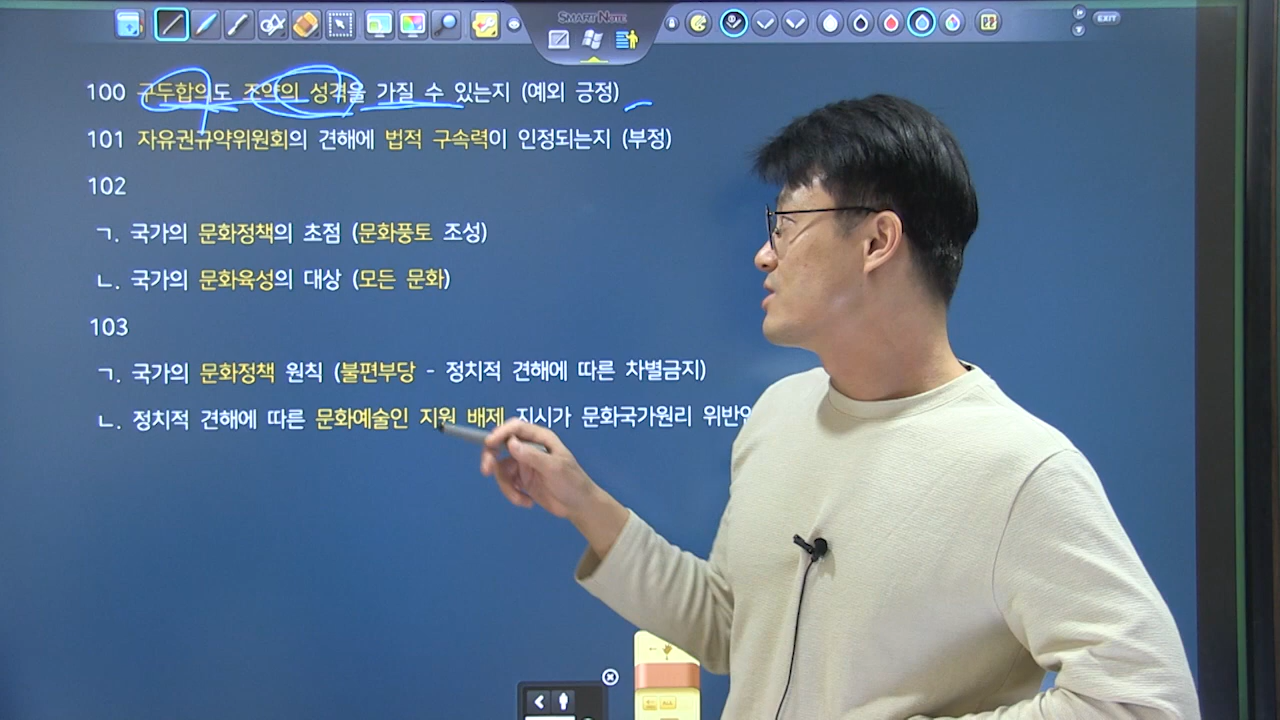 SMART NOTE
EXIT
100 구두합의도 조약의 성격을 가질 수 있는지 (예외 긍정)
101 자유권규약위원회의 견해에 법적 구속력이 인정되는지 (부정)
102
ㄱ. 국가의 문화정책의 초점 (문화풍토 조성)
ㄴ. 국가의 문화육성의 대상 (모든 문화)
103
ㄱ. 국가의 문화정책 원칙 (불편부당 - 정치적 견해에 따른 차별금지)
ㄴ. 정치적 견해에 따른 문화예술인 지원 배제 지시가 문화국가원리